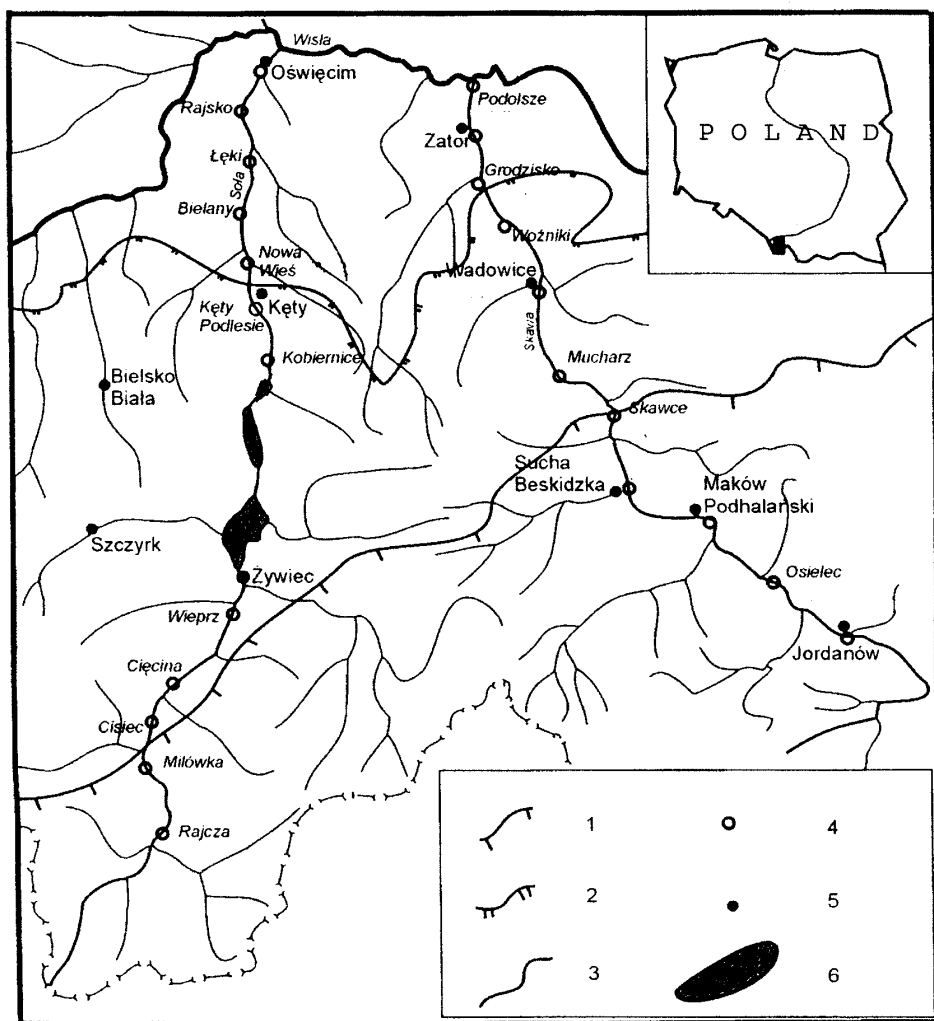 Wisła
Oświęcim
POLAND
Podolsze
Rajsko
Zator
Łęki
Grodzisko
Soła
Bielany
Woźniki
Nowa
Wieś
Wadowice
Kęty
Kęty
Podlesie
Skawa
Kobiernice
Mucharz
Bielsko
Biała
Skawce
Sucha
Beskidzka
Maków
Podhalański
Szczyrk
Żywiec
Osielec
Wieprz
Jordanów
Cięcina
Cisiec
Milówka
Rajcza
1
4
2
5
3
6